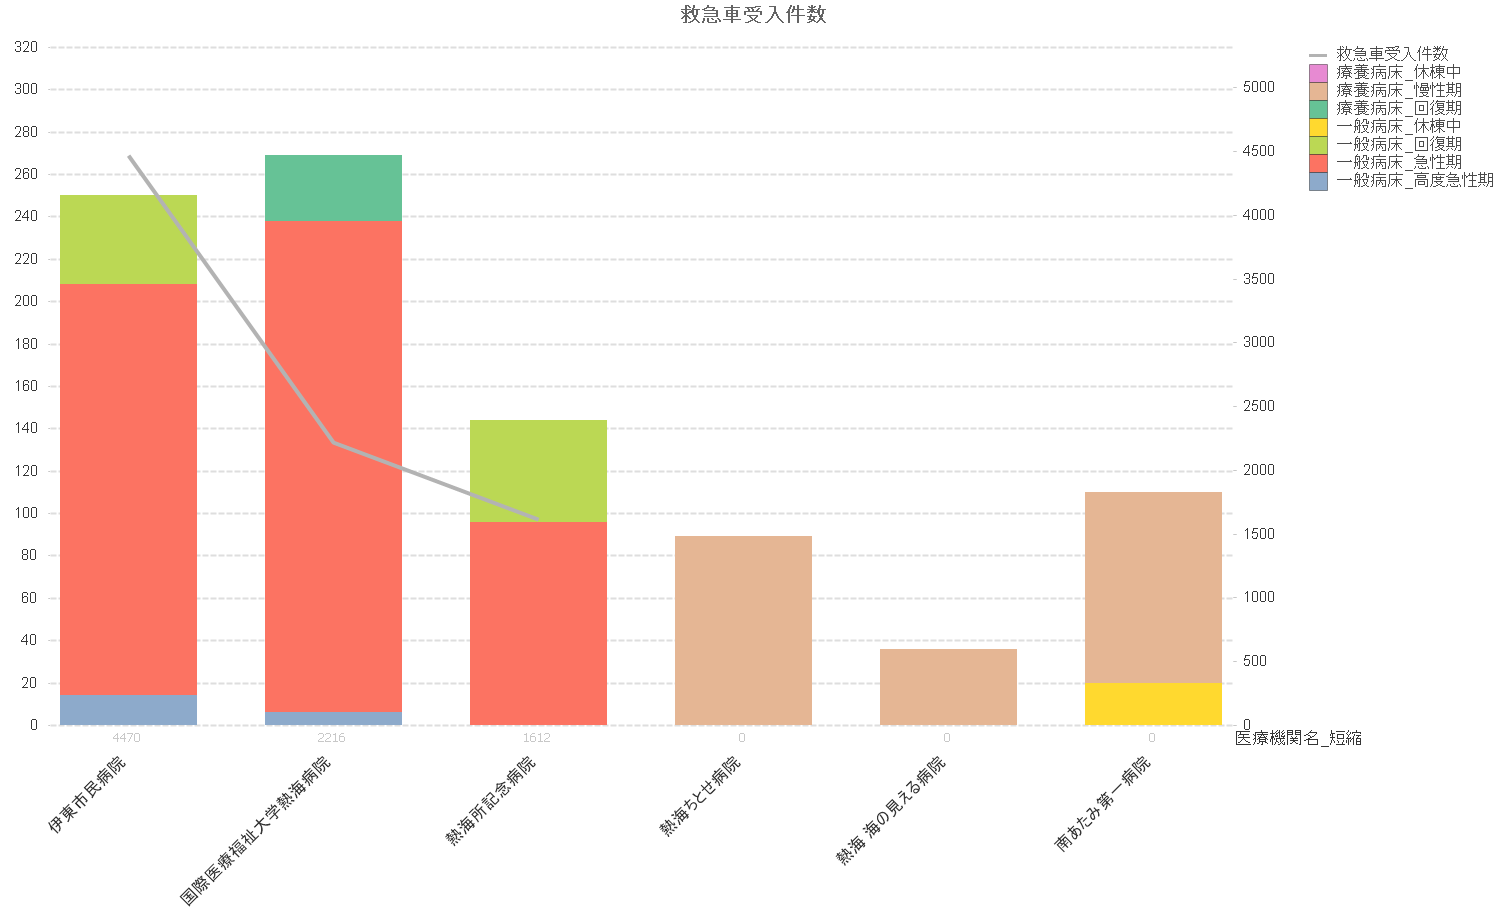 救急車受入件数
320
300
280
260
240
220
200
180
160
140
120
100
80
60
40
20
0
5000
4500
4000
3500
3000
2500
2000
1500
1000
500
0
救急車受入件数
療養病床_休棟中
療養病床_慢性期
療養病床_回復期
一般病床_休棟中
一般病床_回復期
一般病床_急性期
一般病床_高度急性期
4470 2216 1612 0 0 0
医療機関名_短縮
伊東市民病院
国際医療福祉大学熱海病院
熱海所記念病院
熱海ちとせ病院
熱海 海の見える病院
南あたみ第一病院